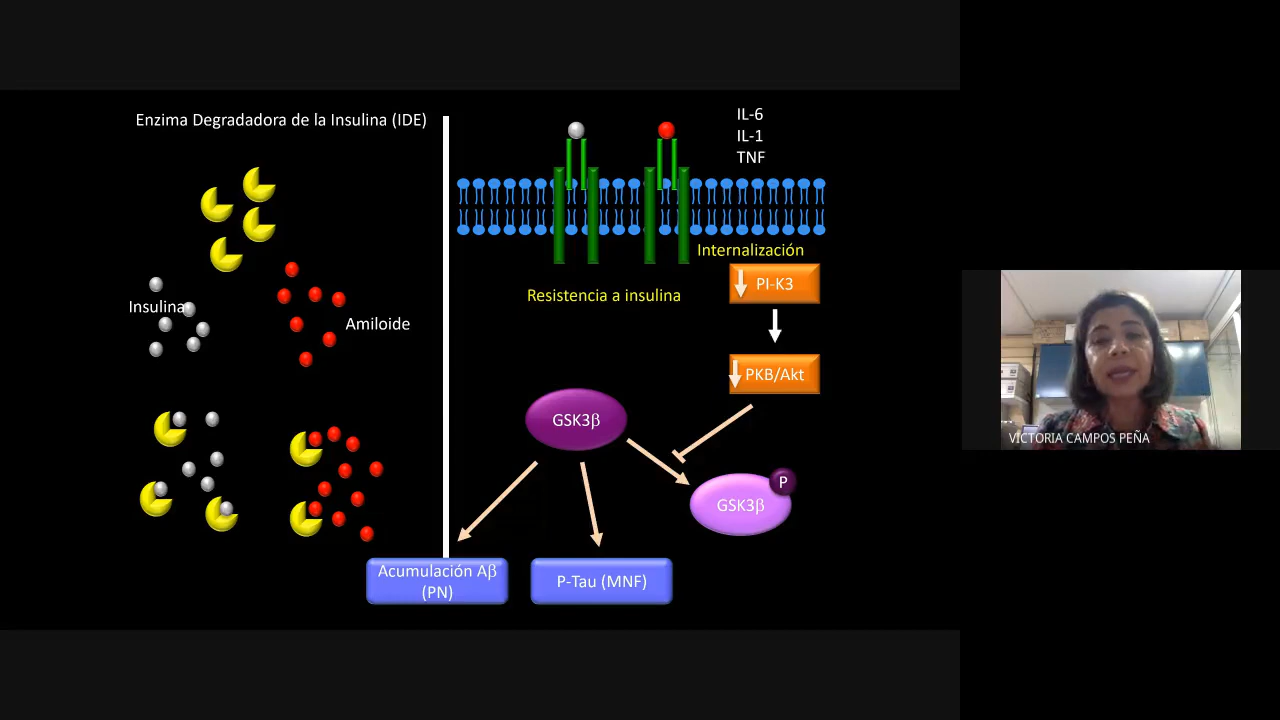 Enzima Degradadora de la Insulina (IDE)
Insulina
Amiloide
IL-6
IL-1
TNF
Internalización
Resistencia a insulina
PI-K3
PKB/Akt
GSK3β
P
GSK3β
Acumulación Aβ
(PN)
P-Tau (MNF)
VICTORIA CAMPOS PEÑA